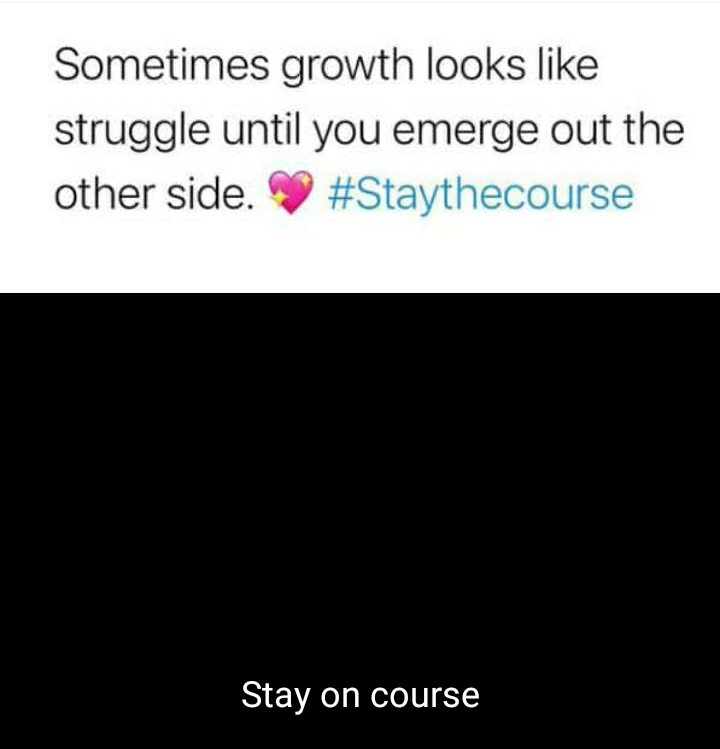 Sometimes growth looks like
struggle until you emerge out the
other side. 💖 #Staythecourse
Stay on course